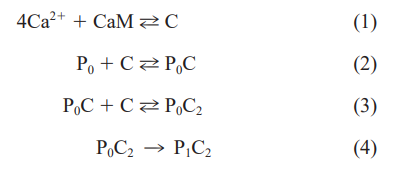 4Ca²⁺ + CaM ⇌ C (1)
P₀ + C ⇌ P₀C (2)
P₀C + C ⇌ P₀C₂ (3)
P₀C₂ → P₁C₂ (4)